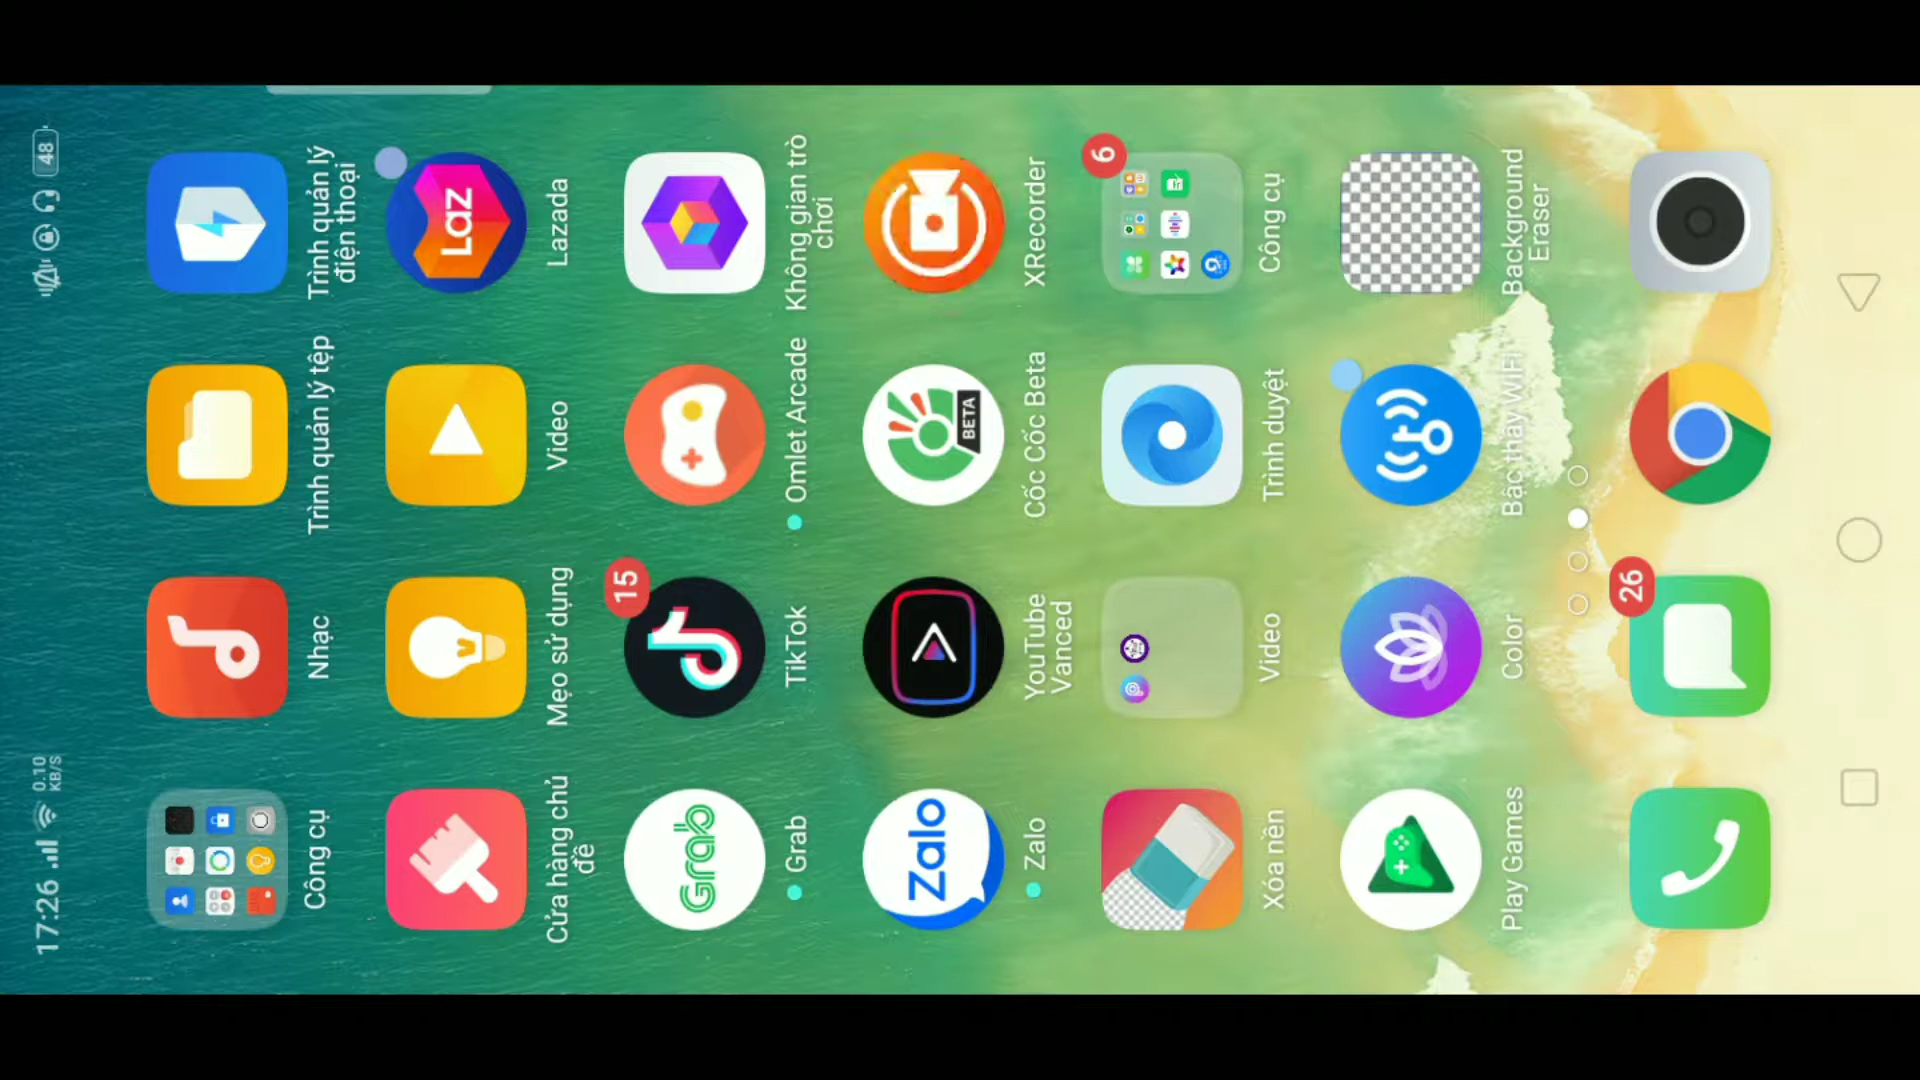 17:26
0.10
KB/S
48
Công cụ
Nhạc
Trình quản lý tệp
Trình quản lý
điện thoại
Cửa hàng chủ
đề
Mẹo sử dụng
Video
Laz
Lazada
Grab
Grab
15
TikTok
Omlet Arcade
Không gian trò
chơi
Zalo
Zalo
YouTube
Vanced
BETA
Cốc Cốc Beta
XRecorder
Xóa nền
Video
Trình duyệt
6
Công cụ
Play Games
Color
Bậc thầy WiFi
Background
Eraser
26